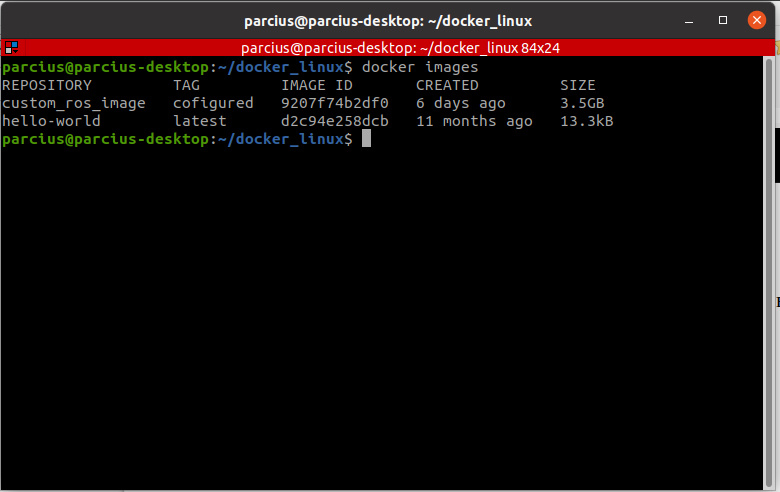 parcius@parcius-desktop: ~/docker_linux
parcius@parcius-desktop: ~/docker_linux 84x24
parcius@parcius-desktop:~/docker_linux$ docker images
REPOSITORY TAG IMAGE ID CREATED SIZE
custom_ros_image cofigured 9207f74b2df0 6 days ago 3.5GB
hello-world latest d2c94e258dcb 11 months ago 13.3kB
parcius@parcius-desktop:~/docker_linux$